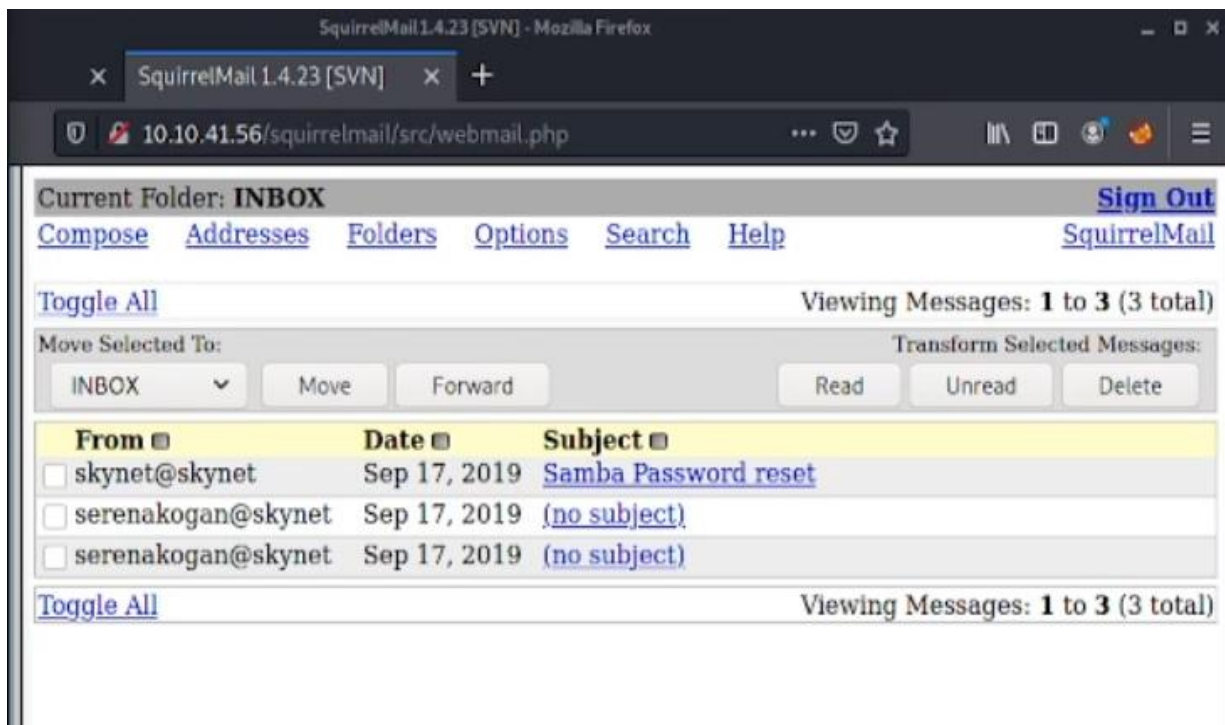 SquirrelMail 1.4.23 [SVN] - Mozilla Firefox
SquirrelMail 1.4.23 [SVN]
10.10.41.56/squirrelmail/src/webmail.php
Current Folder: INBOX Sign Out
Compose Addresses Folders Options Search Help SquirrelMail
Toggle All Viewing Messages: 1 to 3 (3 total)
Move Selected To: Transform Selected Messages:
INBOX Move Forward Read Unread Delete
From Date Subject
skynet@skynet Sep 17, 2019 Samba Password reset
serenakogan@skynet Sep 17, 2019 (no subject)
serenakogan@skynet Sep 17, 2019 (no subject)
Toggle All Viewing Messages: 1 to 3 (3 total)